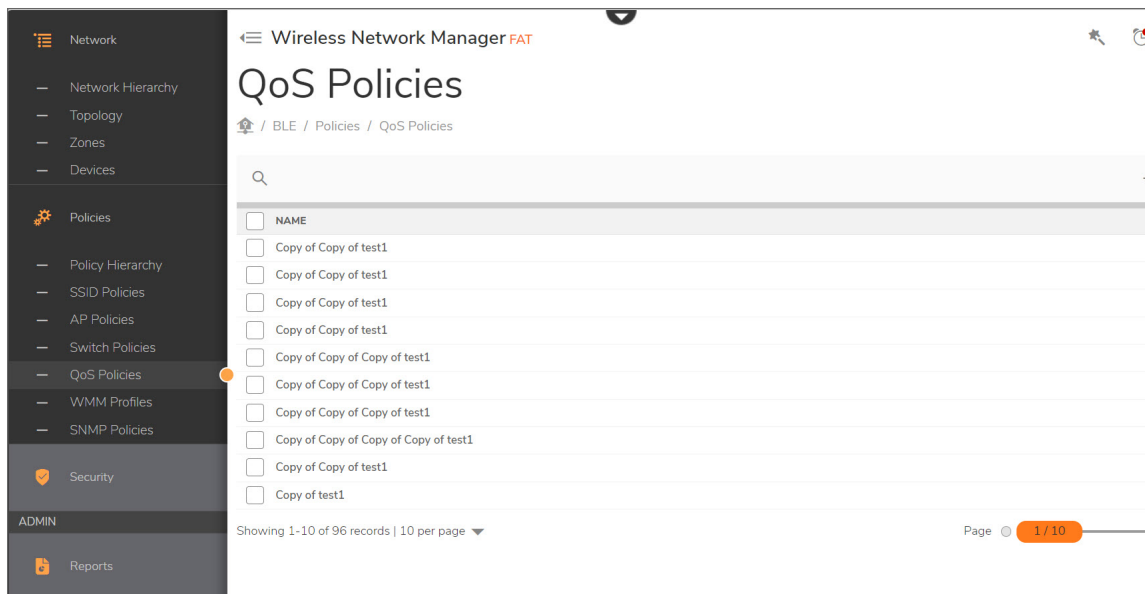 Network
Network Hierarchy
Topology
Zones
Devices
Policies
Policy Hierarchy
SSID Policies
AP Policies
Switch Policies
QoS Policies
WMM Profiles
SNMP Policies
Security
ADMIN
Reports
Wireless Network Manager FAT
QoS Policies
/ BLE / Policies / QoS Policies
NAME
Copy of Copy of test1
Copy of Copy of test1
Copy of Copy of test1
Copy of Copy of test1
Copy of Copy of Copy of test1
Copy of Copy of Copy of test1
Copy of Copy of Copy of test1
Copy of Copy of Copy of Copy of test1
Copy of Copy of test1
Copy of test1
Showing 1-10 of 96 records | 10 per page
Page 1 / 10